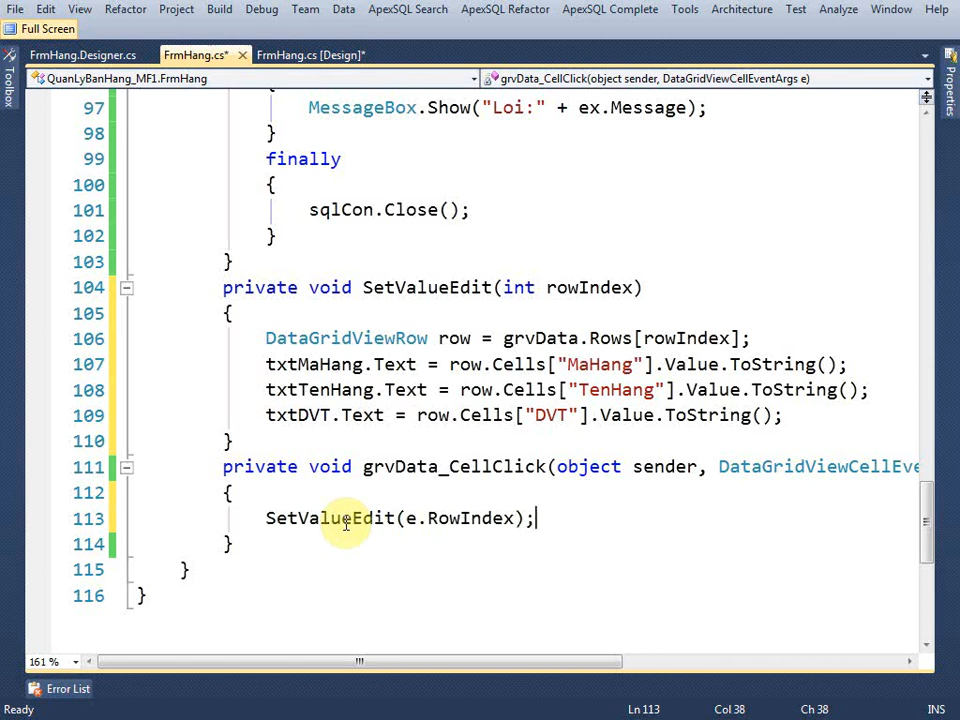 File Edit View Refactor Project Build Debug Team Data ApexSQL Search ApexSQL Refactor ApexSQL Complete Tools Architecture Test Analyze Window Help
Full Screen
FrmHang.Designer.cs FrmHang.cs* FrmHang.cs [Design]*
Toolbox
Properties
QuanLyBanHang_MF1.FrmHang grvData_CellClick(object sender, DataGridViewCellEventArgs e)
{
97 MessageBox.Show("Loi:" + ex.Message);
98 }
99 finally
100 {
101 sqlCon.Close();
102 }
103 }
104 private void SetValueEdit(int rowIndex)
105 {
106 DataGridViewRow row = grvData.Rows[rowIndex];
107 txtMaHang.Text = row.Cells["MaHang"].Value.ToString();
108 txtTenHang.Text = row.Cells["TenHang"].Value.ToString();
109 txtDVT.Text = row.Cells["DVT"].Value.ToString();
110 }
111 private void grvData_CellClick(object sender, DataGridViewCellEve
112 {
113 SetValueEdit(e.RowIndex);
114 }
115 }
116 }
161 %
Error List
Ready Ln 113 Col 38 Ch 38 INS